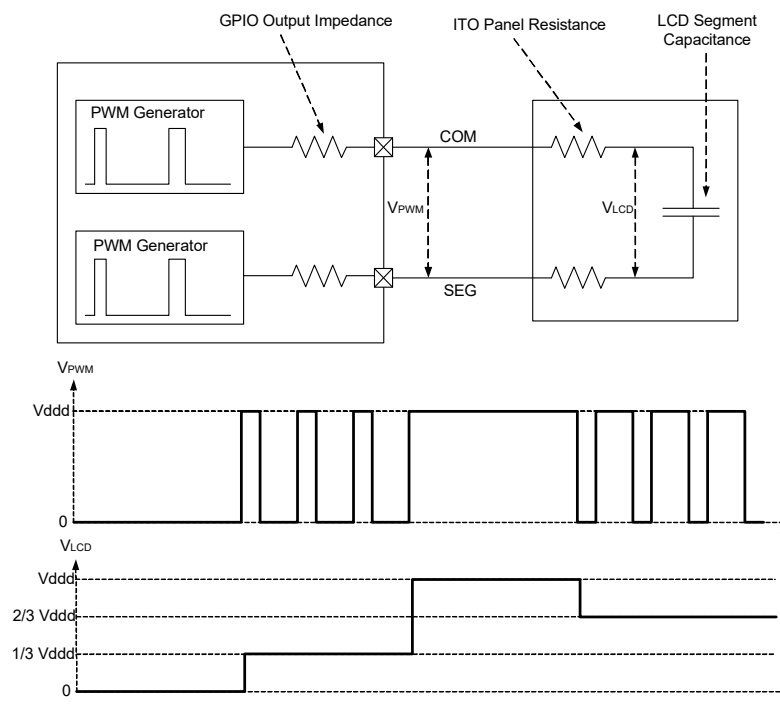 GPIO Output Impedance
ITO Panel Resistance
LCD Segment
Capacitance
PWM Generator
COM
VPWM
VLCD
PWM Generator
SEG
VPWM
Vddd
0
VLCD
Vddd
2/3 Vddd
1/3 Vddd
0